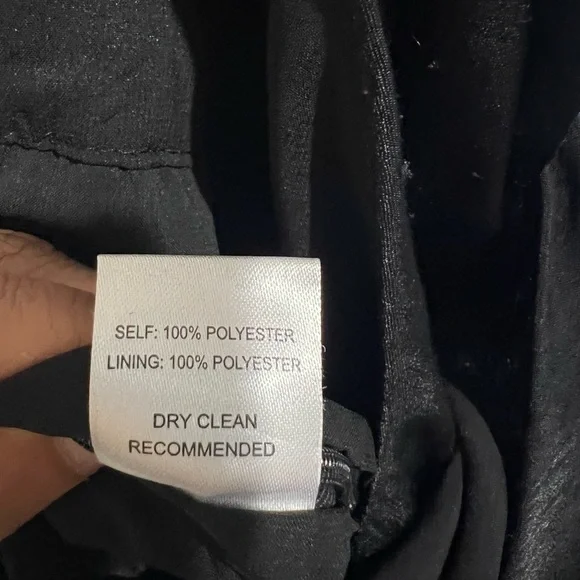 SELF: 100% POLYESTER
LINING: 100% POLYESTER
DRY CLEAN
RECOMMENDED